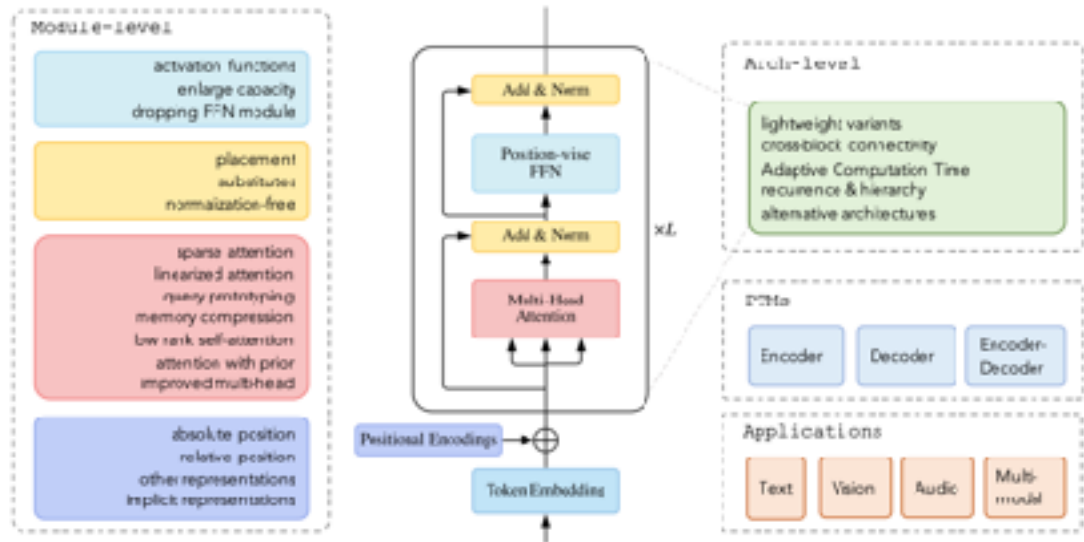 Module-level
activation functions
enlarge capacity
dropping FFN module
placement
substitutes
normaization-free
sparse attention
linearized attention
query prototyping
memory compression
low rank self-attention
attention with prior
improved multi-head
absolute position
relative position
other representations
implicit representations
Add & Norm
Position-wise
FFN
Add & Norm
Multi-Head
Attention
×L
Positional Encodings
Token Embedding
Arch-level
lightweight variants
cross-block connectivity
Adaptive Computation Time
recurrence & hierarchy
alternative architectures
PTMs
Encoder
Decoder
Encoder-
Decoder
Applications
Text
Vision
Audio
Multi-
modal